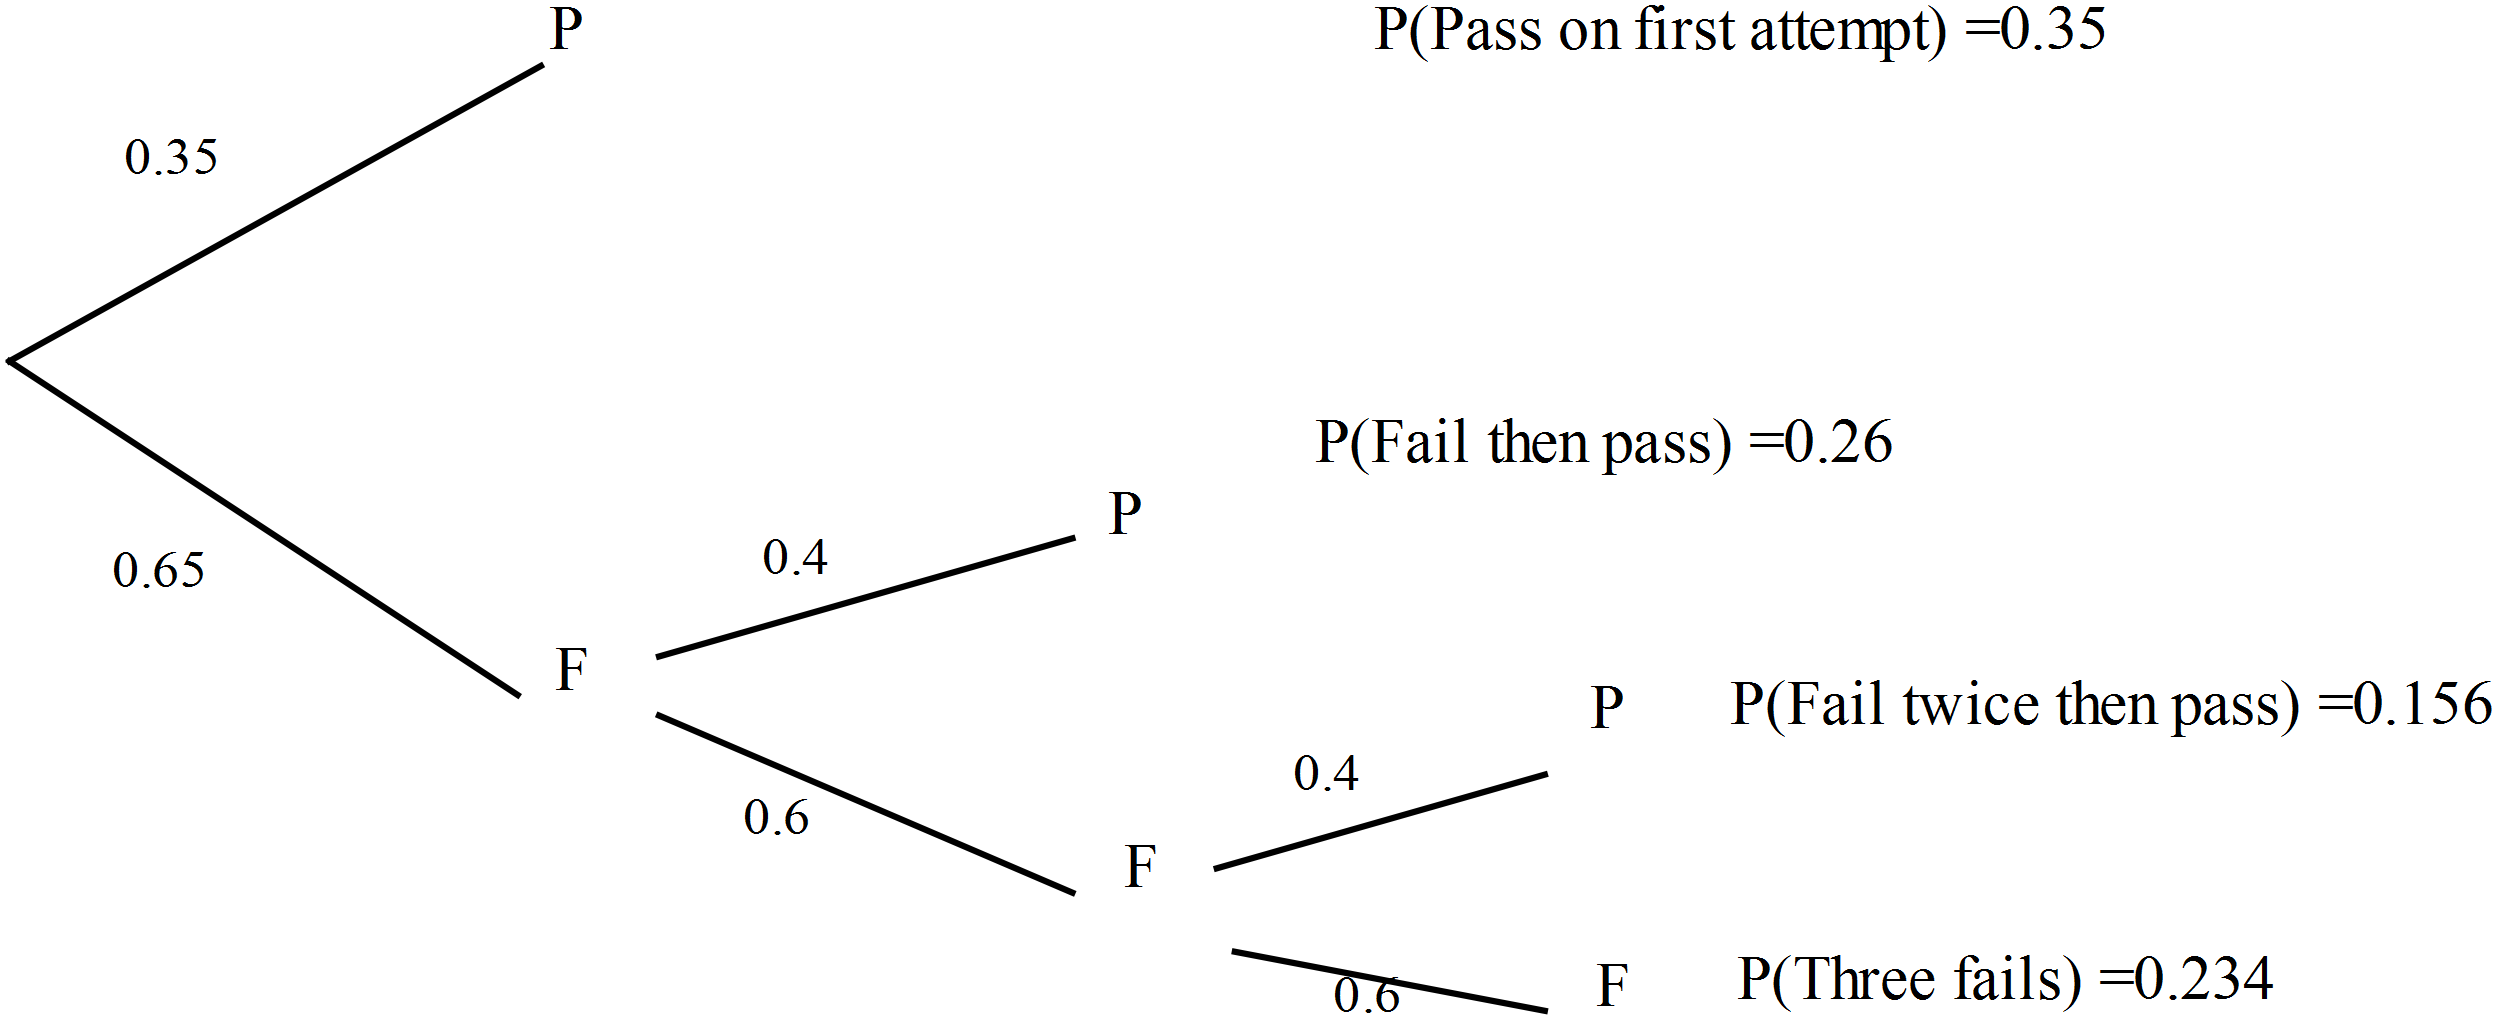 P
P(Pass on first attempt) =0.35
0.35
P(Fail then pass) =0.26
P
0.4
0.65
F
P
P(Fail twice then pass) =0.156
0.4
0.6
F
F
P(Three fails) =0.234
0.6